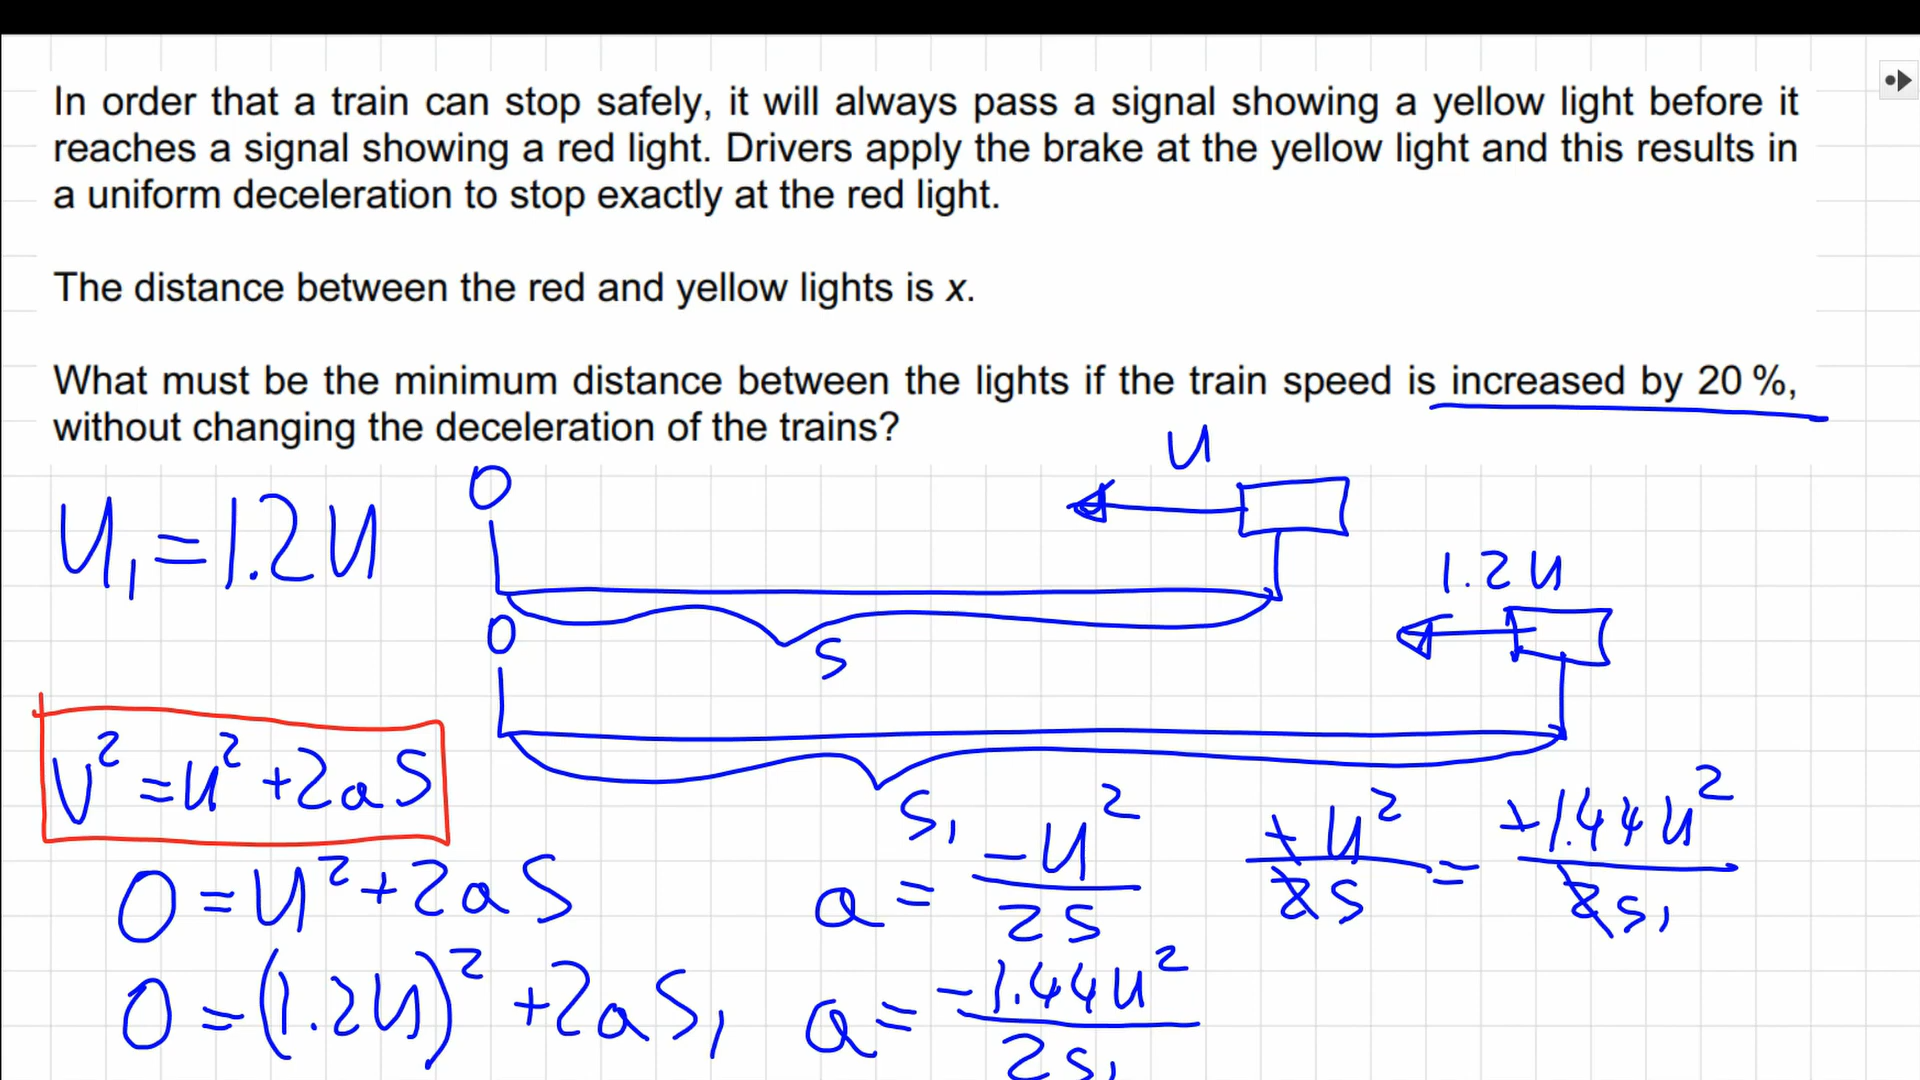 In order that a train can stop safely, it will always pass a signal showing a yellow light before it
reaches a signal showing a red light. Drivers apply the brake at the yellow light and this results in
a uniform deceleration to stop exactly at the red light.
The distance between the red and yellow lights is x.
What must be the minimum distance between the lights if the train speed is increased by 20 %,
without changing the deceleration of the trains?
u₁ = 1.2u
0
u
s
0
1.2u
s₁
v² = u² + 2as
0 = u² + 2as
a = -u²/2s
+u²/2s = +1.44u²/2s₁
0 = (1.2u)² + 2as₁
a = -1.44u²/2s₁